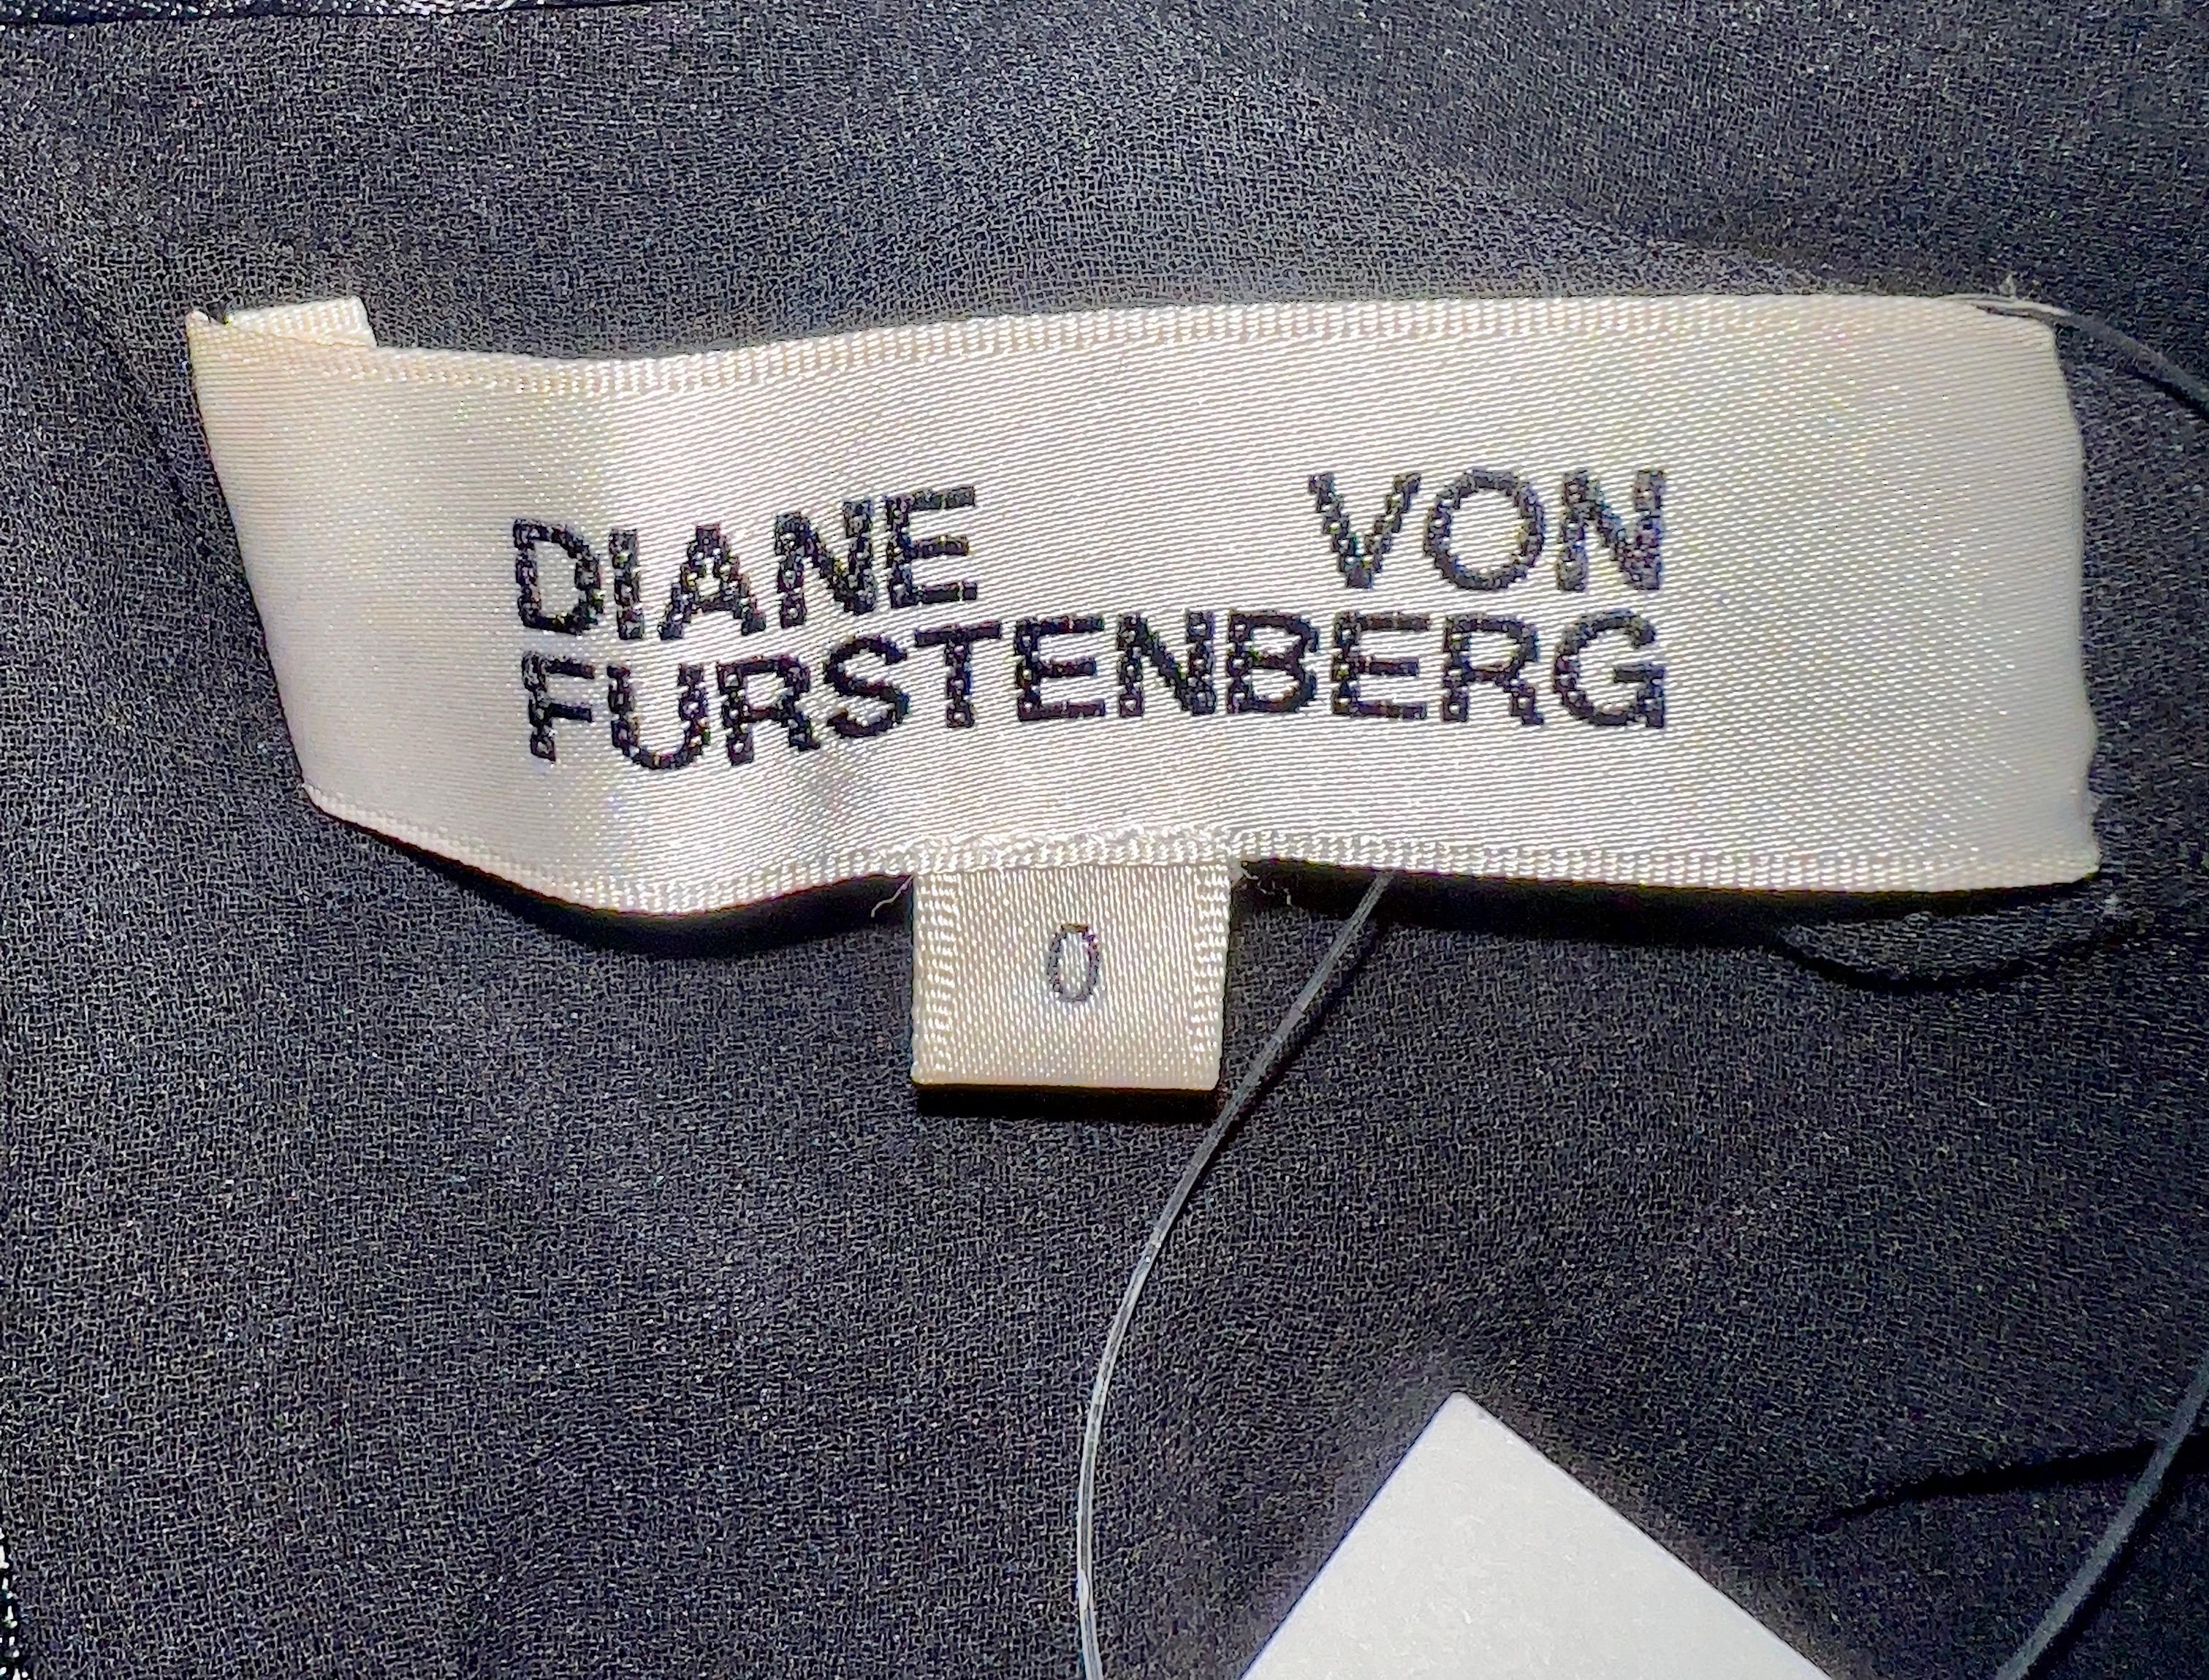 DIANE VON
FURSTENBERG
0